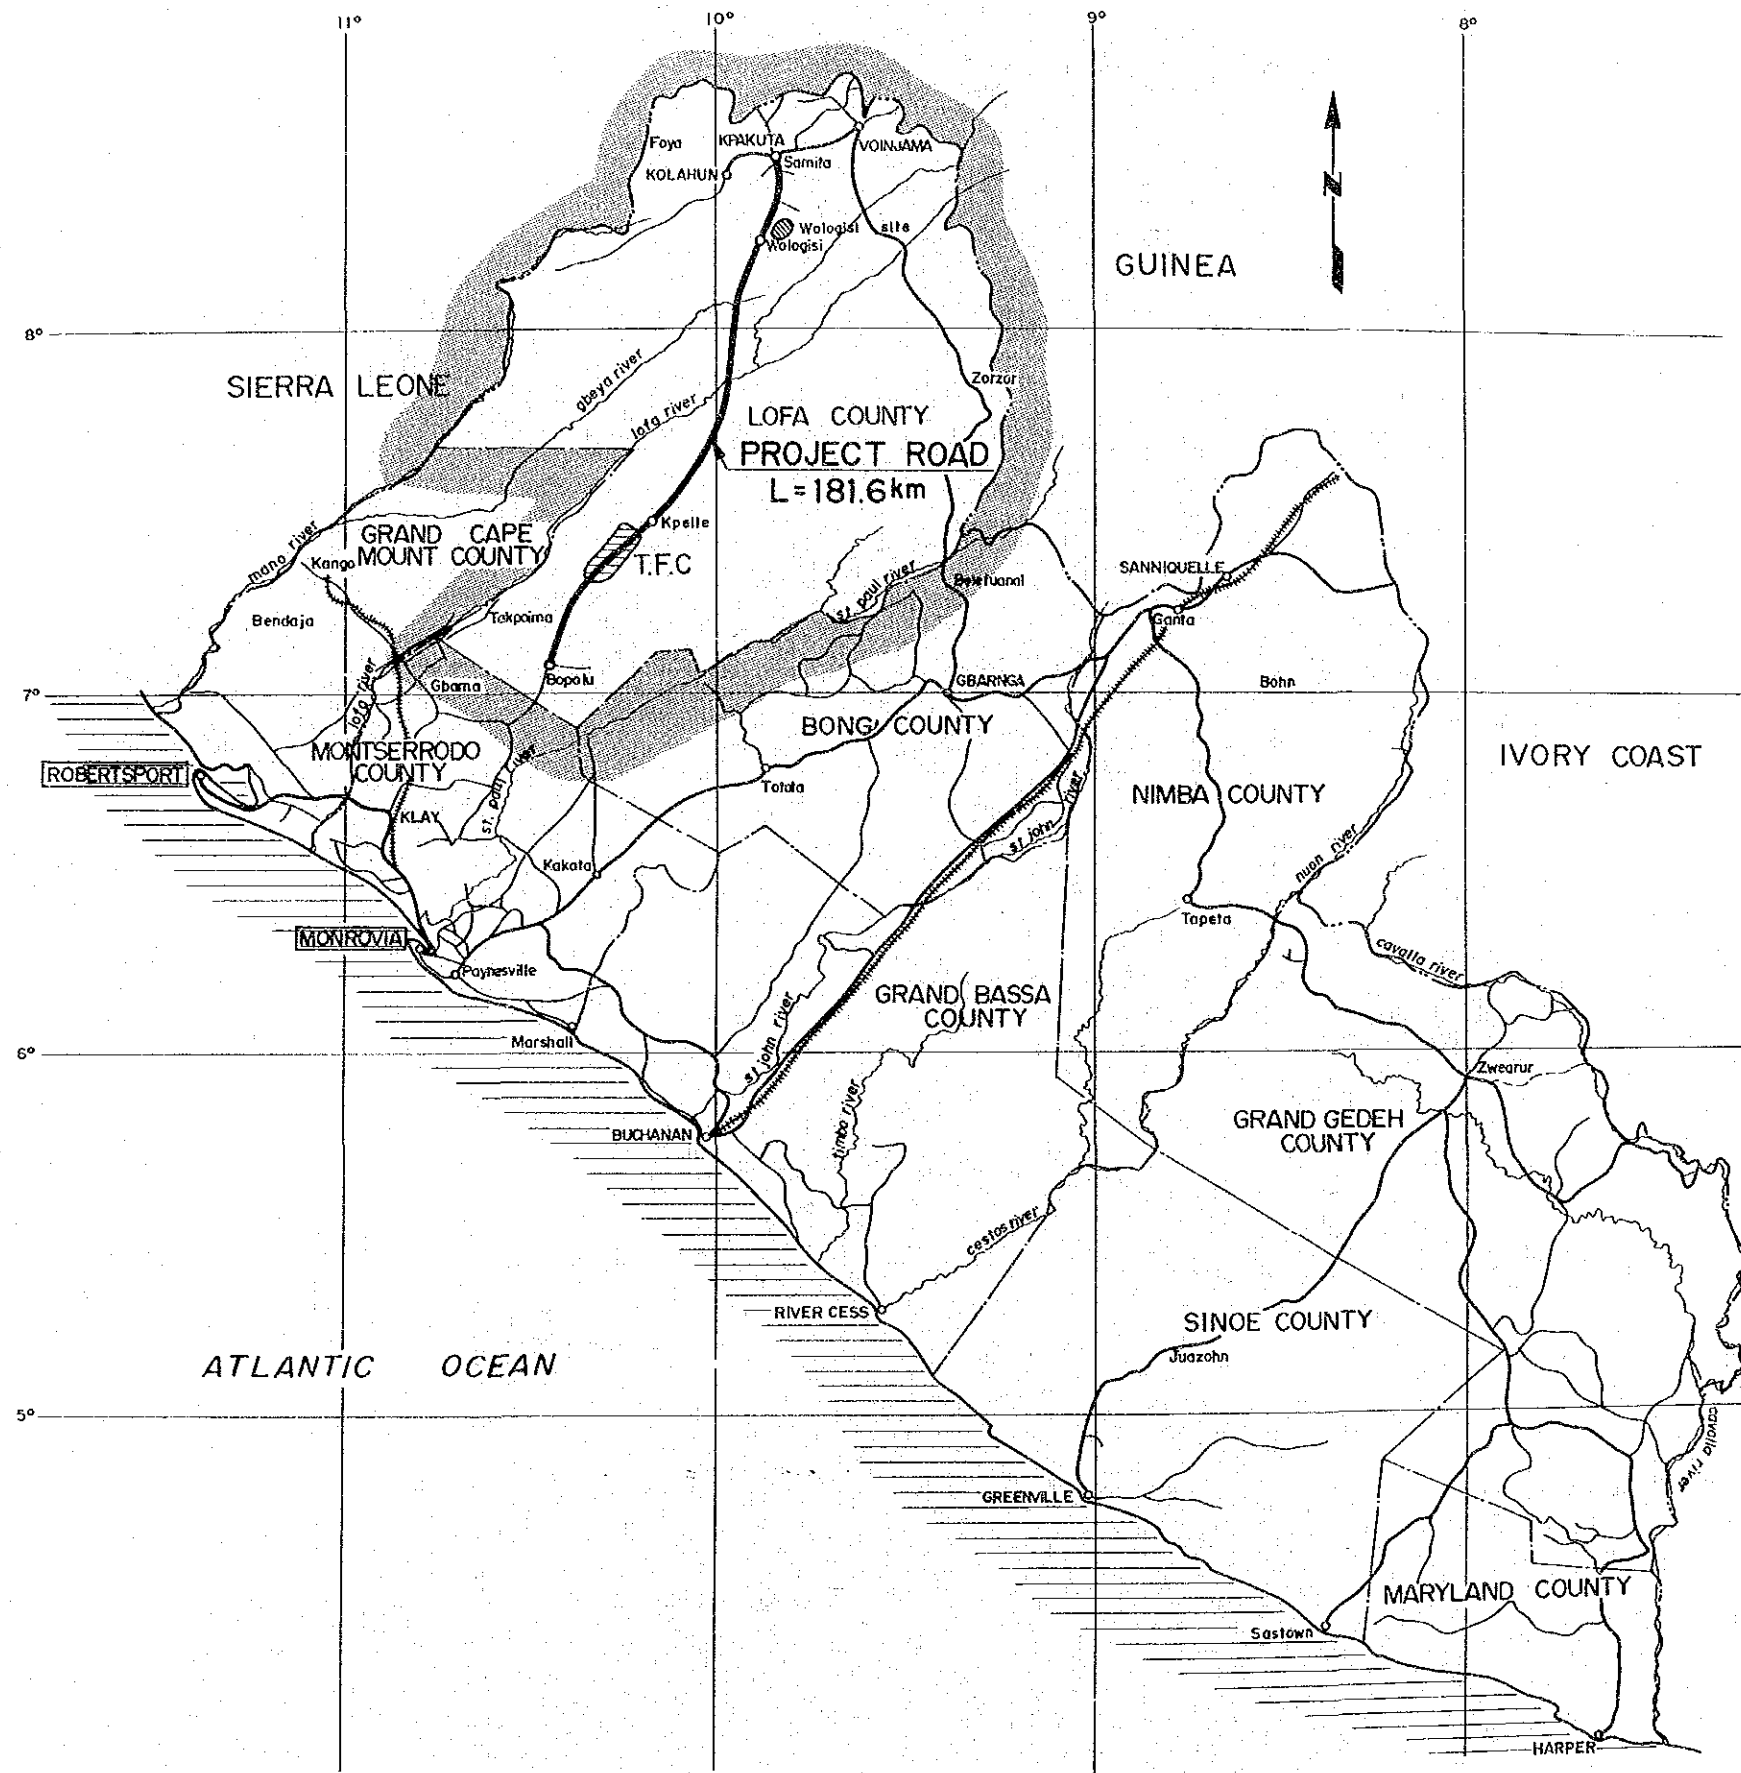 11° 10° 9° 8°
Foya
KPAKUTA
VOINJAMA
Samita
KOLAHUN
Wologisi site
Wologisi
GUINEA
N
8°
SIERRA LEONE
gbeya river
lofa river
Zorzor
LOFA COUNTY
PROJECT ROAD
L=181.6km
Kpelle
T.F.C
GRAND CAPE
MOUNT COUNTY
mano river
Kango
SANNIQUELLE
st. paul river
Belefuanai
Bendaja
Takpoima
Ganta
Bopolu
Gbama
lofa river
7°
GBARNGA
Bohn
BONG COUNTY
MONTSERRODO
COUNTY
IVORY COAST
ROBERTSPORT
st. paul river
Totota
NIMBA COUNTY
KLAY
st. john river
nuon river
Kakata
Tapeta
MONROVIA
cavalla river
Paynesville
GRAND BASSA
COUNTY
Marshall
st. john river
6°
Zwearur
timbo river
BUCHANAN
GRAND GEDEH
COUNTY
cestos river
RIVER CESS
SINOE COUNTY
Juazohn
ATLANTIC OCEAN
5°
cavalla river
GREENVILLE
MARYLAND COUNTY
Sastown
HARPER